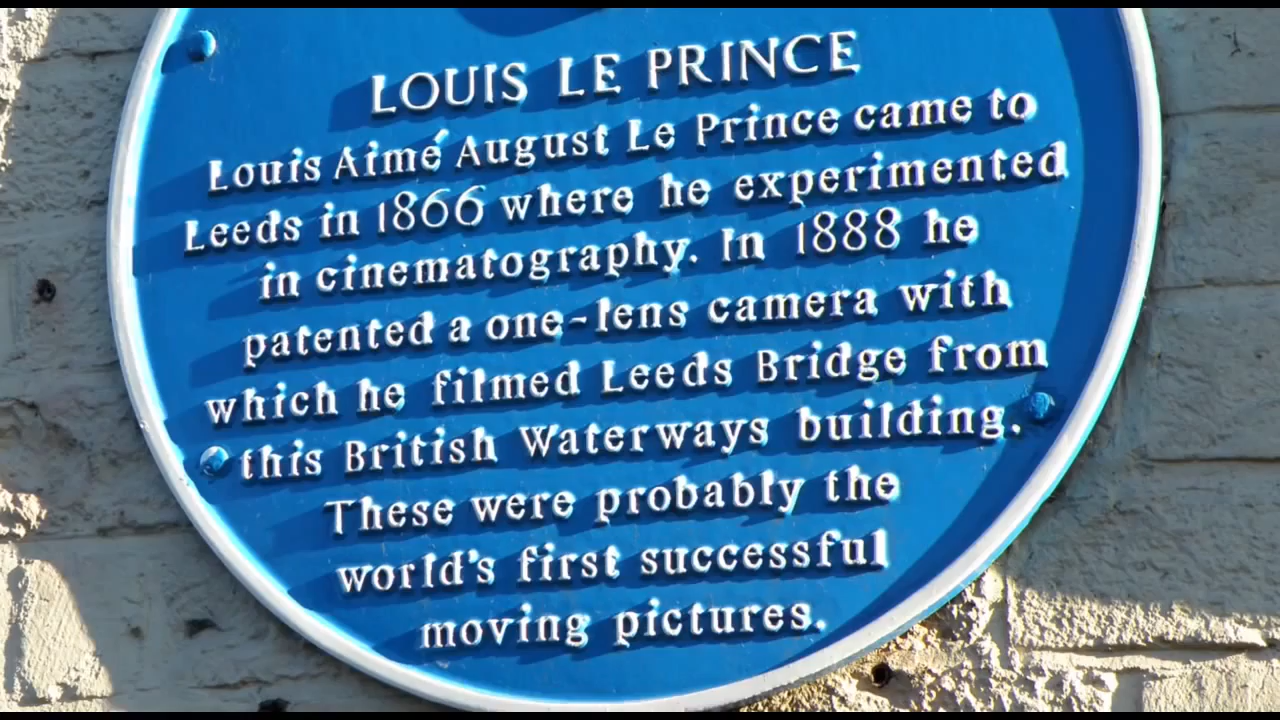 LOUIS LE PRINCE
Louis Aimé August Le Prince came to
Leeds in 1866 where he experimented
in cinematography. In 1888 he
patented a one-lens camera with
which he filmed Leeds Bridge from
this British Waterways building.
These were probably the
world's first successful
moving pictures.